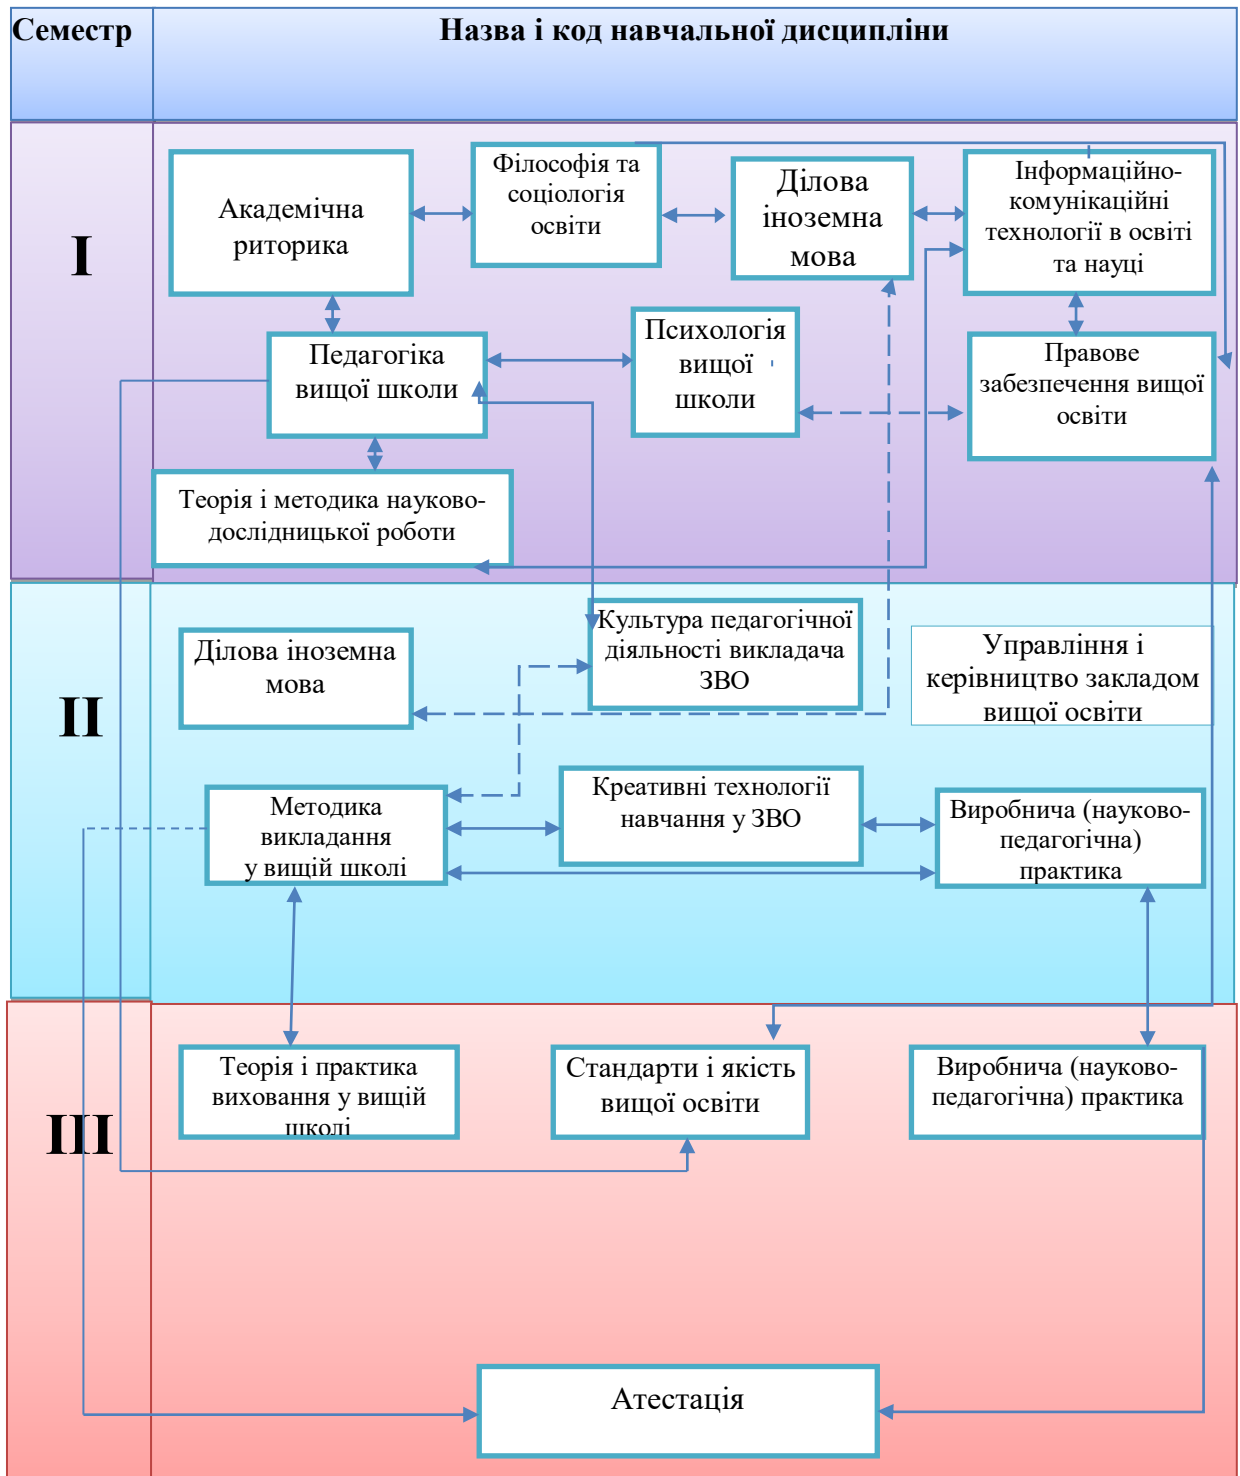 Семестр
Назва і код навчальної дисципліни
I
Академічна
риторика
Філософія та
соціологія
освіти
Ділова
іноземна
мова
Інформаційно-
комунікаційні
технології в освіті
та науці
Педагогіка
вищої школи
Психологія
вищої
школи
Правове
забезпечення вищої
освіти
Теорія і методика науково-
дослідницької роботи
II
Ділова іноземна
мова
Культура педагогічної
діяльності викладача
ЗВО
Управління і
керівництво закладом
вищої освіти
Методика
викладання
у вищій школі
Креативні технології
навчання у ЗВО
Виробнича (науково-
педагогічна)
практика
III
Теорія і практика
виховання у вищій
школі
Стандарти і якість
вищої освіти
Виробнича (науково-
педагогічна) практика
Атестація